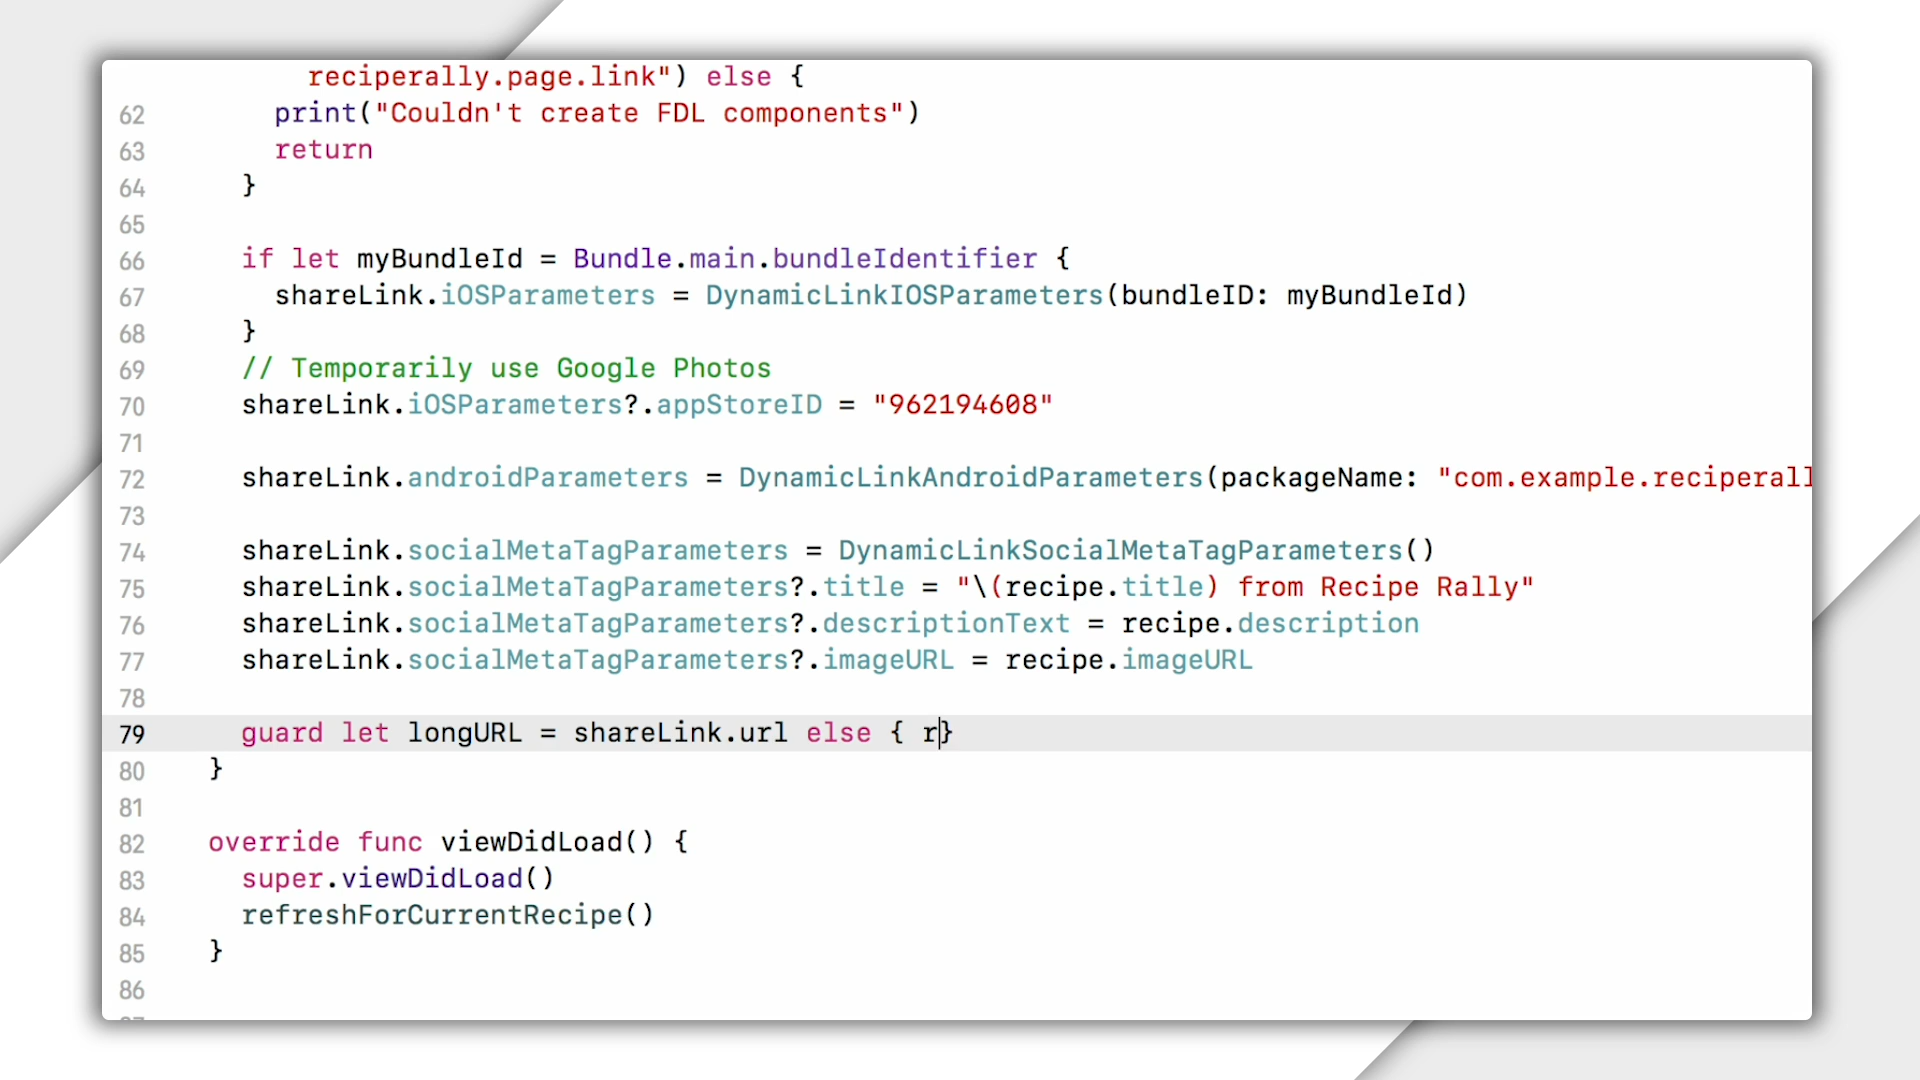 reciperally.page.link") else {
62 print("Couldn't create FDL components")
63 return
64 }
65
66 if let myBundleId = Bundle.main.bundleIdentifier {
67 shareLink.iOSParameters = DynamicLinkIOSParameters(bundleID: myBundleId)
68 }
69 // Temporarily use Google Photos
70 shareLink.iOSParameters?.appStoreID = "962194608"
71
72 shareLink.androidParameters = DynamicLinkAndroidParameters(packageName: "com.example.reciperall
73
74 shareLink.socialMetaTagParameters = DynamicLinkSocialMetaTagParameters()
75 shareLink.socialMetaTagParameters?.title = "\(recipe.title) from Recipe Rally"
76 shareLink.socialMetaTagParameters?.descriptionText = recipe.description
77 shareLink.socialMetaTagParameters?.imageURL = recipe.imageURL
78
79 guard let longURL = shareLink.url else { r}
80 }
81
82 override func viewDidLoad() {
83 super.viewDidLoad()
84 refreshForCurrentRecipe()
85 }
86